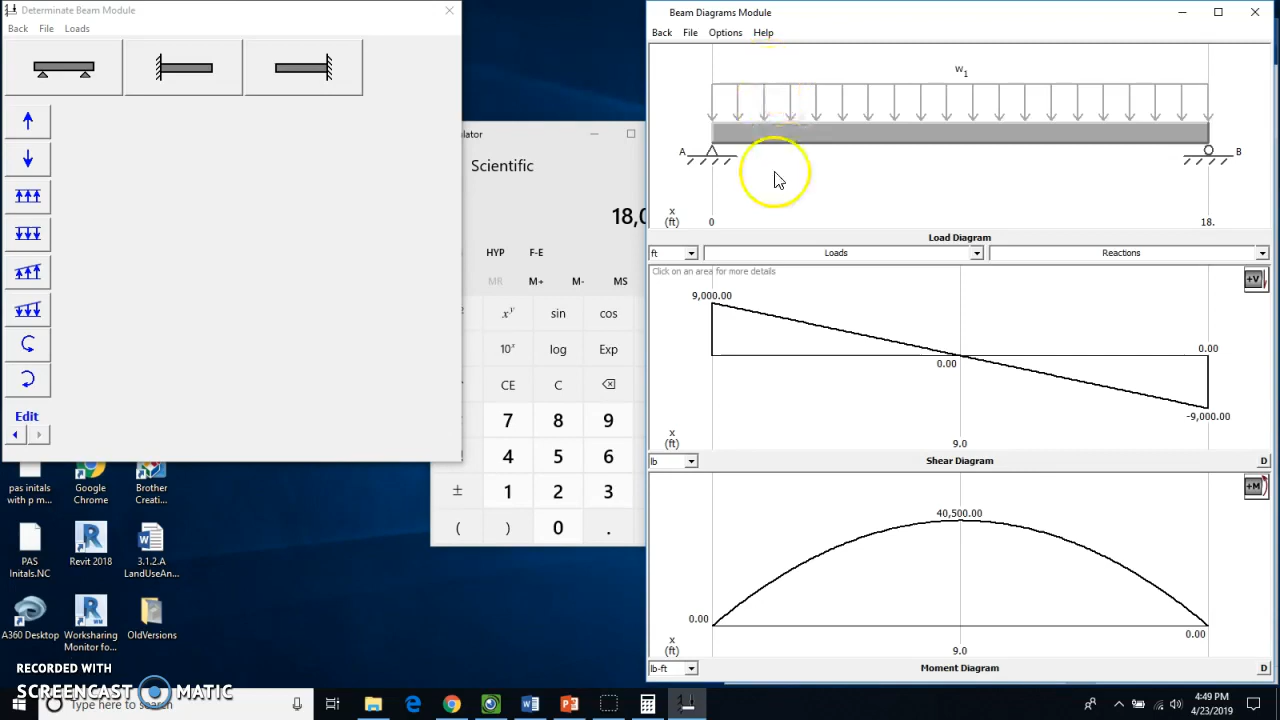 Determinate Beam Module
Back File Loads
Edit
ulator
Scientific
18,0
HYP F-E
MR M+ M- MS
xʸ sin cos
10ˣ log Exp
CE C
7 8 9
4 5 6
± 1 2 3
( ) 0 .
Beam Diagrams Module
Back File Options Help
w1
A
B
x
(ft)
0
18.
Load Diagram
ft
Loads
Reactions
Click on an area for more details
+V
9,000.00
0.00
0.00
-9,000.00
x
(ft)
9.0
lb
Shear Diagram
D
+M
40,500.00
0.00
0.00
x
(ft)
9.0
lb-ft
Moment Diagram
D
pas initals
with p m...
Google
Chrome
Brother
Creati...
PAS
Initals.NC
Revit 2018
3.1.2.A
LandUseAn...
A360 Desktop
Worksharing
Monitor fo...
OldVersions
RECORDED WITH
SCREENCAST MATIC
Type here to search
4:49 PM
4/23/2019